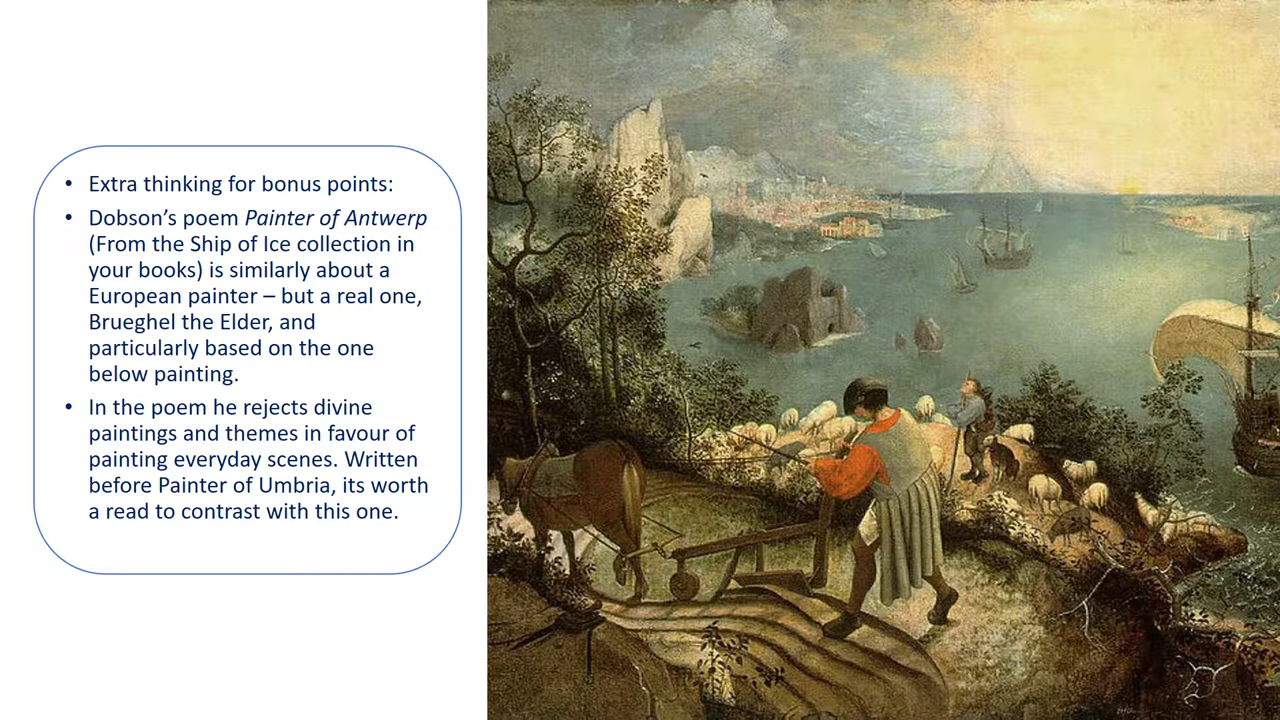 • Extra thinking for bonus points:
• Dobson’s poem Painter of Antwerp
(From the Ship of Ice collection in
your books) is similarly about a
European painter – but a real one,
Brueghel the Elder, and
particularly based on the one
below painting.
• In the poem he rejects divine
paintings and themes in favour of
painting everyday scenes. Written
before Painter of Umbria, its worth
a read to contrast with this one.